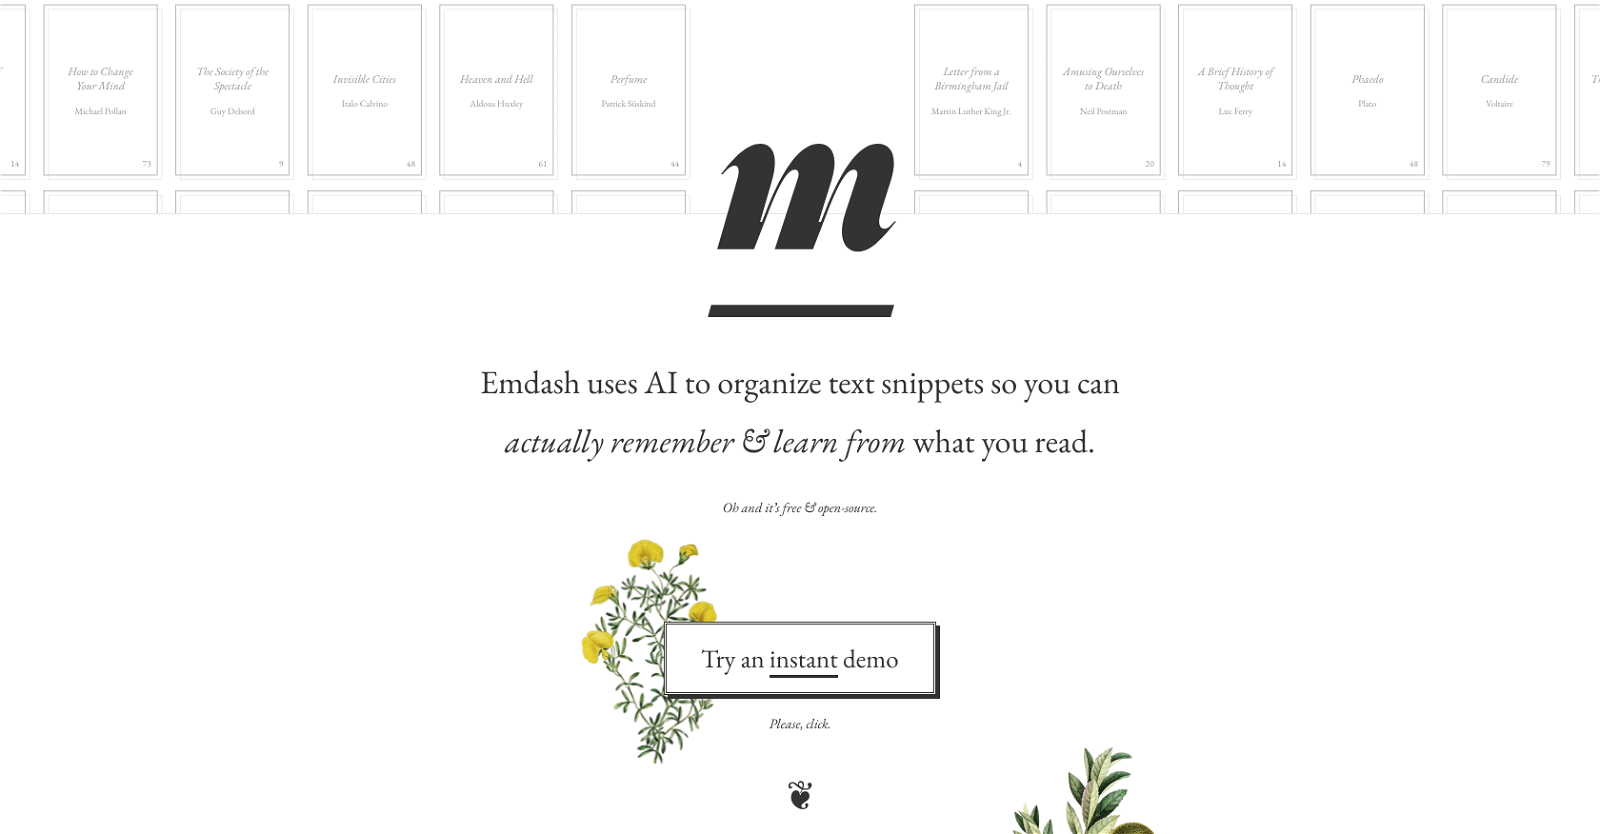 14
How to Change
Your Mind
Michael Pollan
73
The Society of the
Spectacle
Guy Debord
9
Invisible Cities
Italo Calvino
48
Heaven and Hell
Aldous Huxley
61
Perfume
Patrick Süskind
44
Letter from a
Birmingham Jail
Martin Luther King Jr.
4
Amusing Ourselves
to Death
Neil Postman
20
A Brief History of
Thought
Luc Ferry
14
Phaedo
Plato
48
Candide
Voltaire
79
m
Emdash uses AI to organize text snippets so you can
actually remember & learn from what you read.
Oh and it's free & open-source.
Try an instant demo
Please, click.